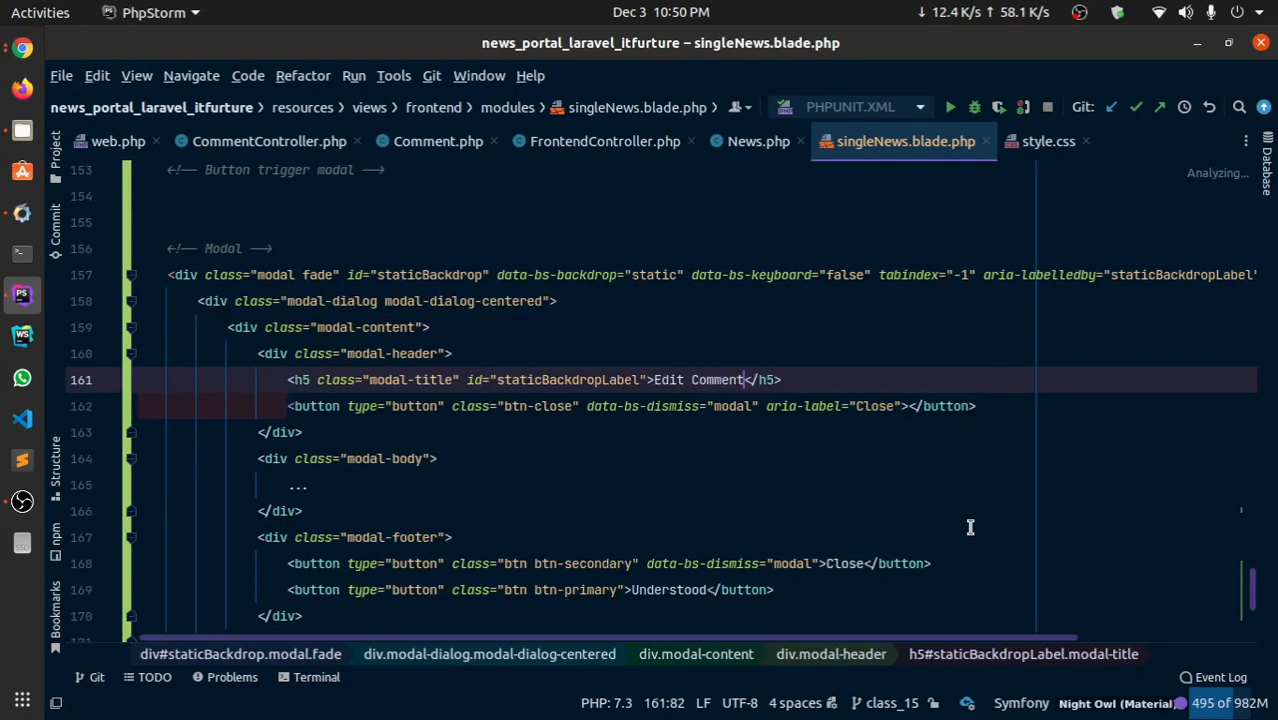 Activities PhpStorm Dec 3 10:50 PM ↓ 12.4 K/s ↑ 58.1 K/s
news_portal_laravel_itfurture – singleNews.blade.php
File Edit View Navigate Code Refactor Run Tools Git Window Help
news_portal_laravel_itfurture > resources > views > frontend > modules > singleNews.blade.php PHPUNIT.XML Git:
web.php CommentController.php Comment.php FrontendController.php News.php singleNews.blade.php style.css
Project
Commit
Structure
npm
Bookmarks
Database
Analyzing...
153 <!-- Button trigger modal -->
154
155
156 <!-- Modal -->
157 <div class="modal fade" id="staticBackdrop" data-bs-backdrop="static" data-bs-keyboard="false" tabindex="-1" aria-labelledby="staticBackdropLabel"
158 <div class="modal-dialog modal-dialog-centered">
159 <div class="modal-content">
160 <div class="modal-header">
161 <h5 class="modal-title" id="staticBackdropLabel">Edit Comment</h5>
162 <button type="button" class="btn-close" data-bs-dismiss="modal" aria-label="Close"></button>
163 </div>
164 <div class="modal-body">
165 ...
166 </div>
167 <div class="modal-footer">
168 <button type="button" class="btn btn-secondary" data-bs-dismiss="modal">Close</button>
169 <button type="button" class="btn btn-primary">Understood</button>
170 </div>
171
div#staticBackdrop.modal.fade div.modal-dialog.modal-dialog-centered div.modal-content div.modal-header h5#staticBackdropLabel.modal-title
Git TODO Problems Terminal Event Log
PHP: 7.3 161:82 LF UTF-8 4 spaces class_15 Symfony Night Owl (Material) 495 of 982M